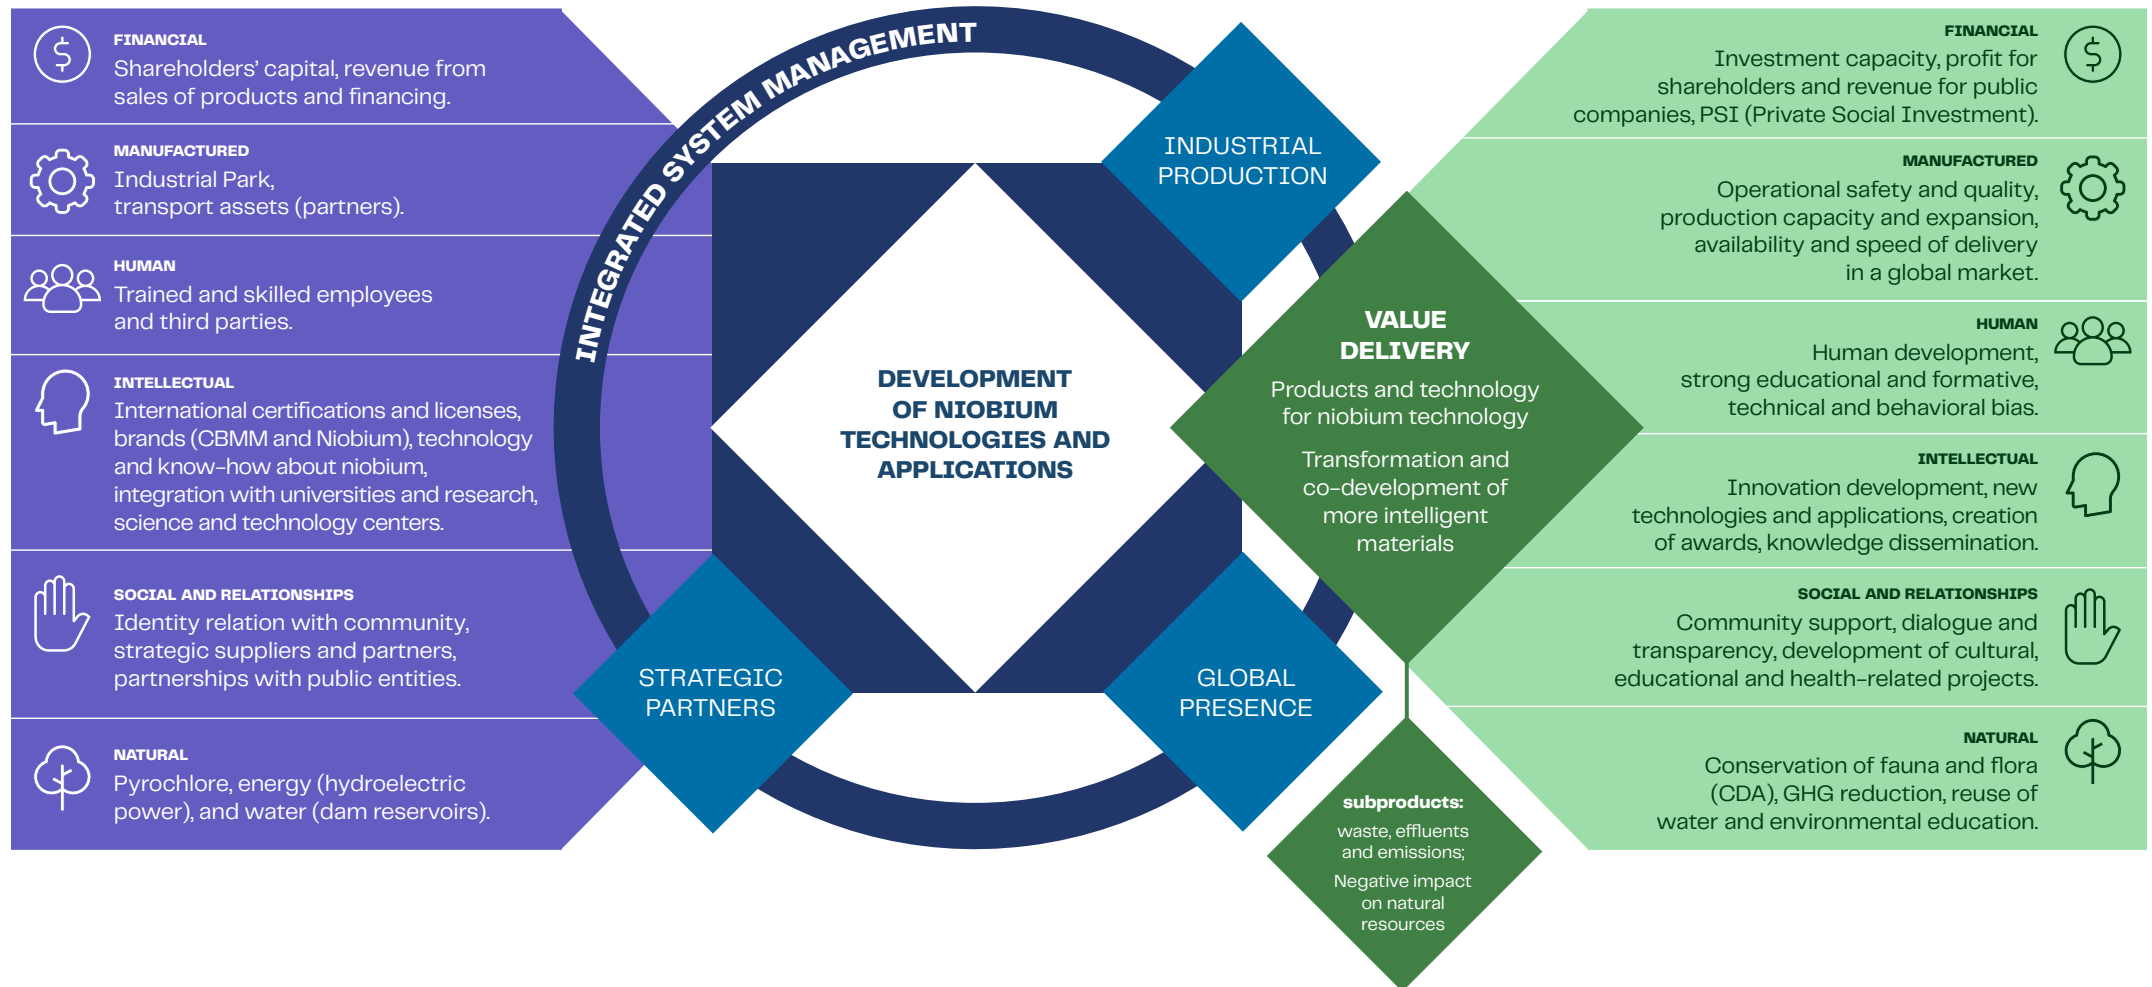 FINANCIAL
Shareholders’ capital, revenue from
sales of products and financing.
MANUFACTURED
Industrial Park,
transport assets (partners).
HUMAN
Trained and skilled employees
and third parties.
INTELLECTUAL
International certifications and licenses,
brands (CBMM and Niobium), technology
and know-how about niobium,
integration with universities and research,
science and technology centers.
SOCIAL AND RELATIONSHIPS
Identity relation with community,
strategic suppliers and partners,
partnerships with public entities.
NATURAL
Pyrochlore, energy (hydroelectric
power), and water (dam reservoirs).
INTEGRATED SYSTEM MANAGEMENT
INDUSTRIAL
PRODUCTION
DEVELOPMENT
OF NIOBIUM
TECHNOLOGIES AND
APPLICATIONS
STRATEGIC
PARTNERS
GLOBAL
PRESENCE
VALUE
DELIVERY
Products and technology
for niobium technology
Transformation and
co-development of
more intelligent
materials
subproducts:
waste, effluents
and emissions;
Negative impact
on natural
resources
FINANCIAL
Investment capacity, profit for
shareholders and revenue for public
companies, PSI (Private Social Investment).
MANUFACTURED
Operational safety and quality,
production capacity and expansion,
availability and speed of delivery
in a global market.
HUMAN
Human development,
strong educational and formative,
technical and behavioral bias.
INTELLECTUAL
Innovation development, new
technologies and applications, creation
of awards, knowledge dissemination.
SOCIAL AND RELATIONSHIPS
Community support, dialogue and
transparency, development of cultural,
educational and health-related projects.
NATURAL
Conservation of fauna and flora
(CDA), GHG reduction, reuse of
water and environmental education.